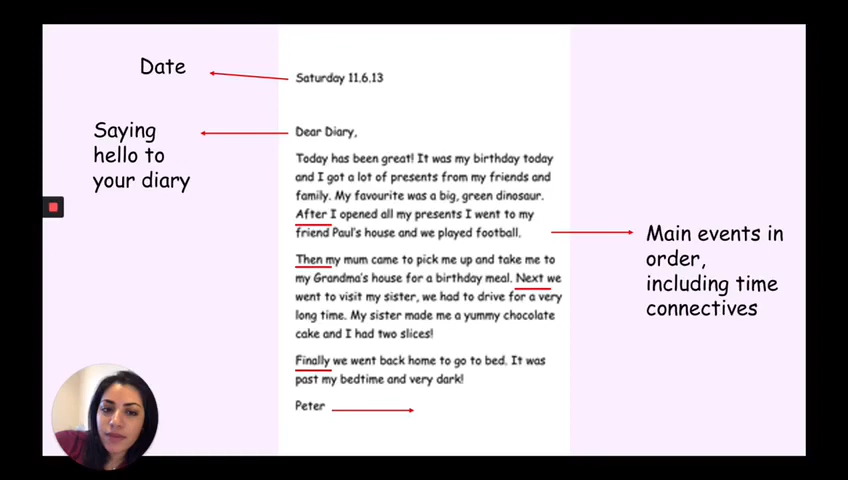 Date
Saturday 11.6.13
Saying
hello to
your diary
Dear Diary,
Today has been great! It was my birthday today
and I got a lot of presents from my friends and
family. My favourite was a big, green dinosaur.
After I opened all my presents I went to my
friend Paul's house and we played football.
Then my mum came to pick me up and take me to
my Grandma's house for a birthday meal. Next we
went to visit my sister, we had to drive for a very
long time. My sister made me a yummy chocolate
cake and I had two slices!
Finally we went back home to go to bed. It was
past my bedtime and very dark!
Peter
Main events in
order,
including time
connectives